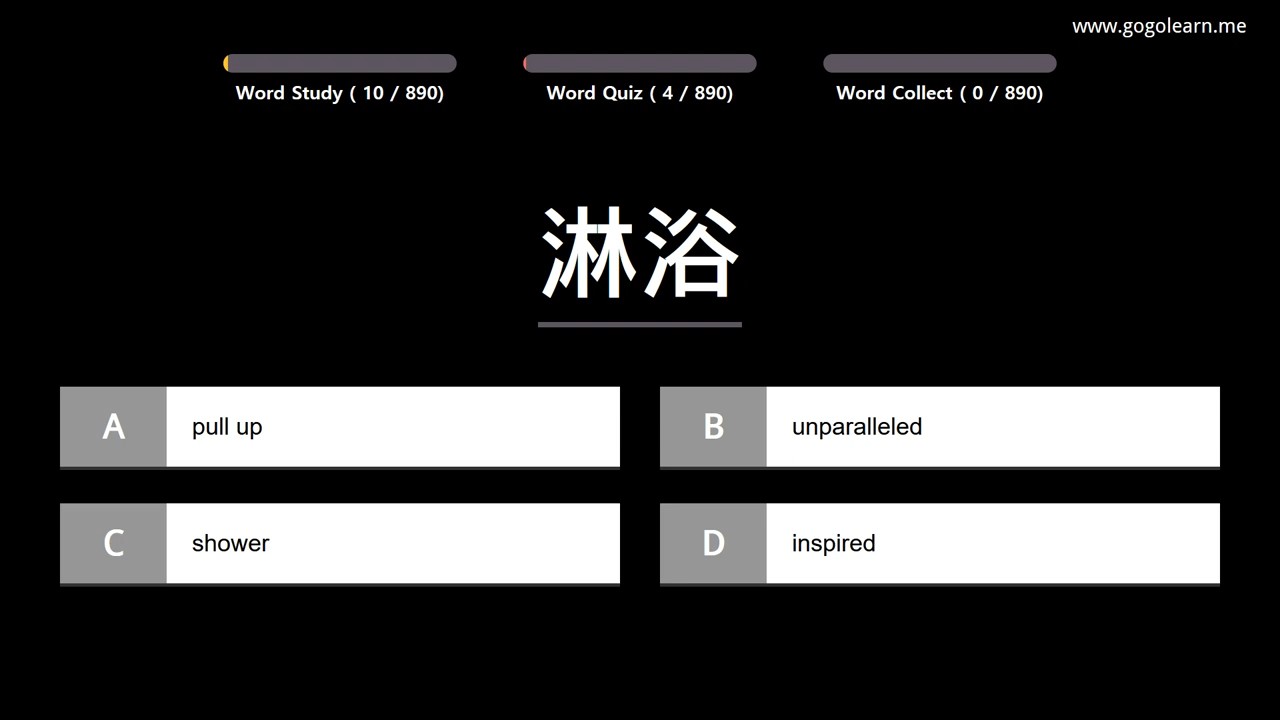 www.gogolearn.me
Word Study ( 10 / 890)
Word Quiz ( 4 / 890)
Word Collect ( 0 / 890)
淋浴
A pull up
B unparalleled
C shower
D inspired